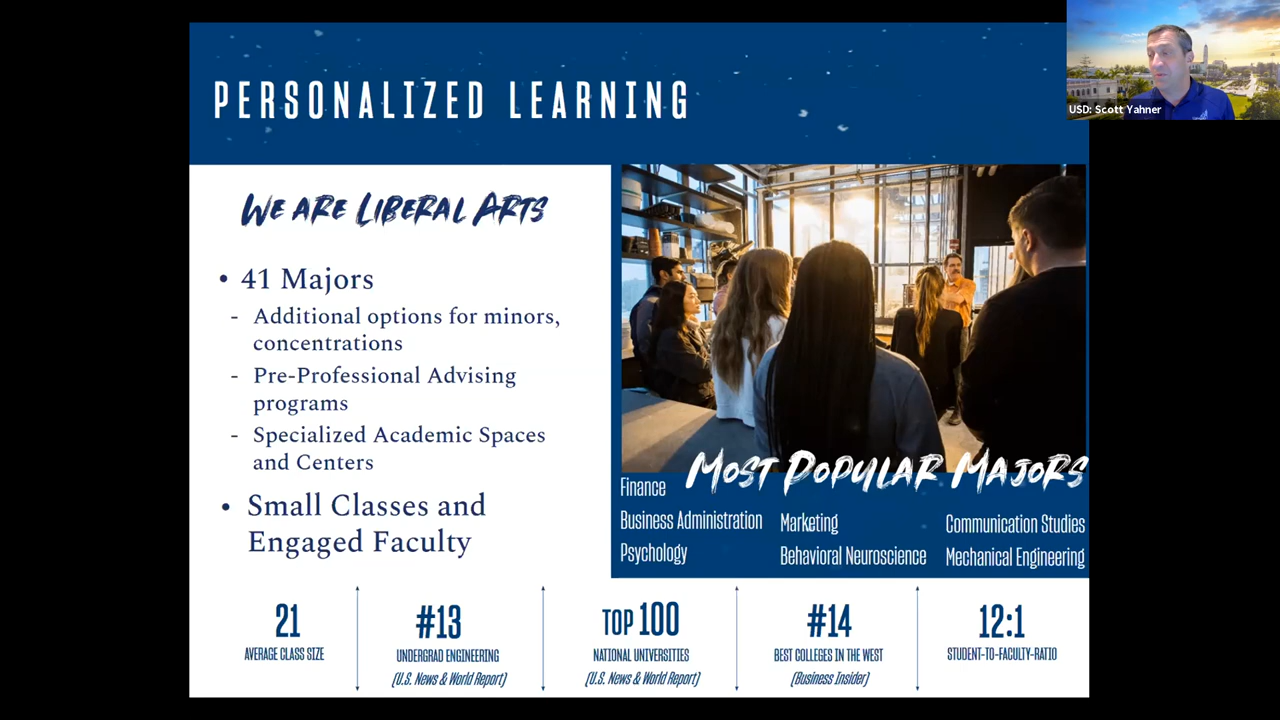 PERSONALIZED LEARNING
USD: Scott Yahner
WE ARE LIBERAL ARTS
• 41 Majors
- Additional options for minors,
concentrations
- Pre-Professional Advising
programs
- Specialized Academic Spaces
and Centers
• Small Classes and
Engaged Faculty
MOST POPULAR MAJORS
Finance
Business Administration
Psychology
Marketing
Behavioral Neuroscience
Communication Studies
Mechanical Engineering
21
AVERAGE CLASS SIZE
#13
UNDERGRAD ENGINEERING
(U.S. News & World Report)
TOP 100
NATIONAL UNIVERSITIES
(U.S. News & World Report)
#14
BEST COLLEGES IN THE WEST
(Business Insider)
12:1
STUDENT-TO-FACULTY-RATIO